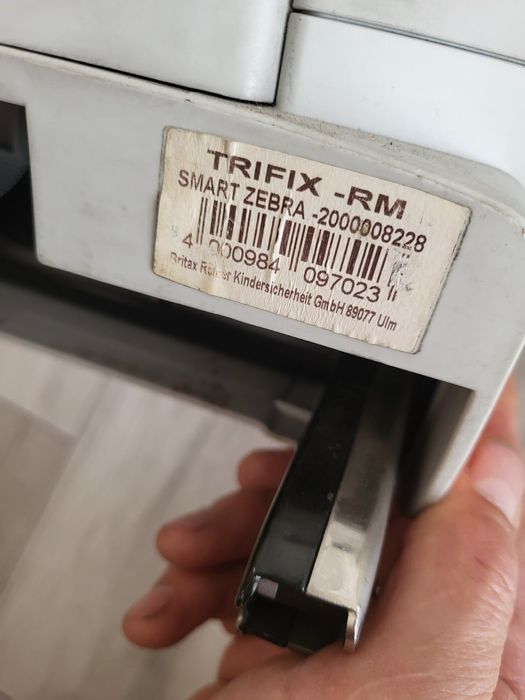 TRIFIX -RM
SMART ZEBRA -2000008228
4 000984 097023
Britax Römer Kindersicherheit GmbH 89077 Ulm